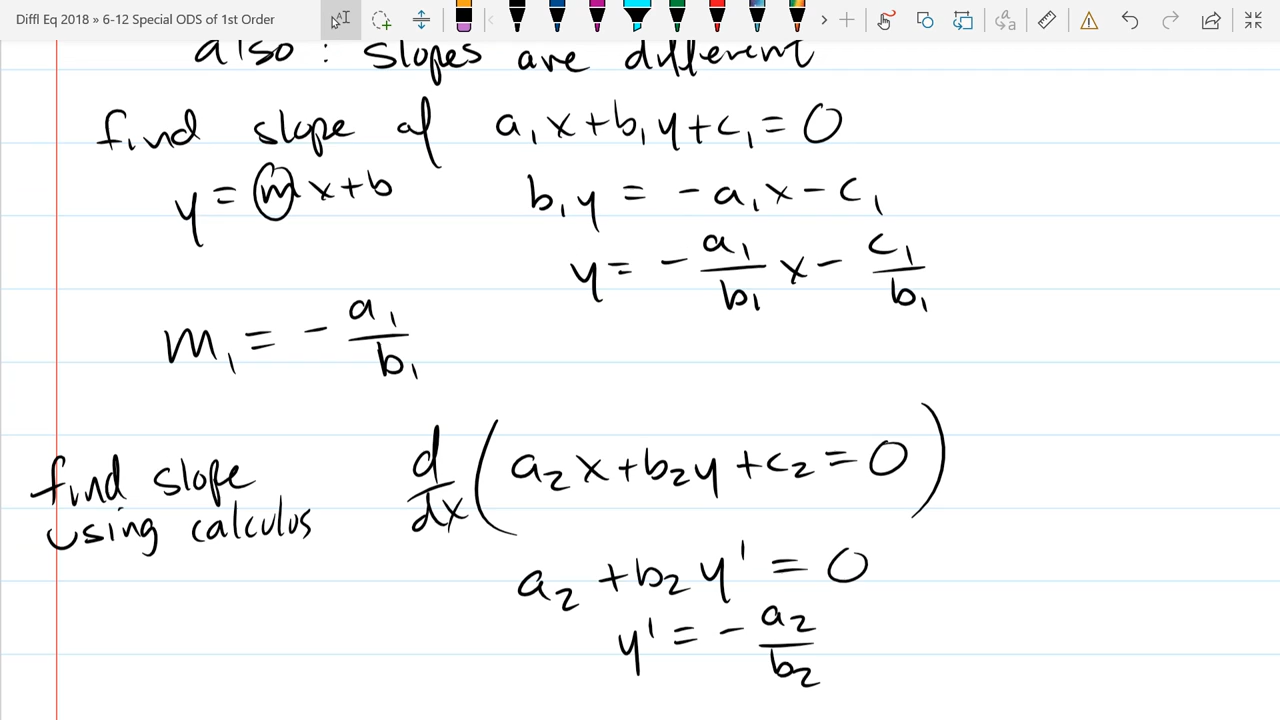 Diffl Eq 2018 » 6-12 Special ODS of 1st Order
also : slopes are different
find slope of a₁x+b₁y+c₁=0
y = mx+b
b₁y = -a₁x-c₁
y = -a₁/b₁ x - c₁/b₁
m₁ = -a₁/b₁
find slope using calculus
d/dx (a₂x+b₂y+c₂=0)
a₂+b₂y' = 0
y' = -a₂/b₂